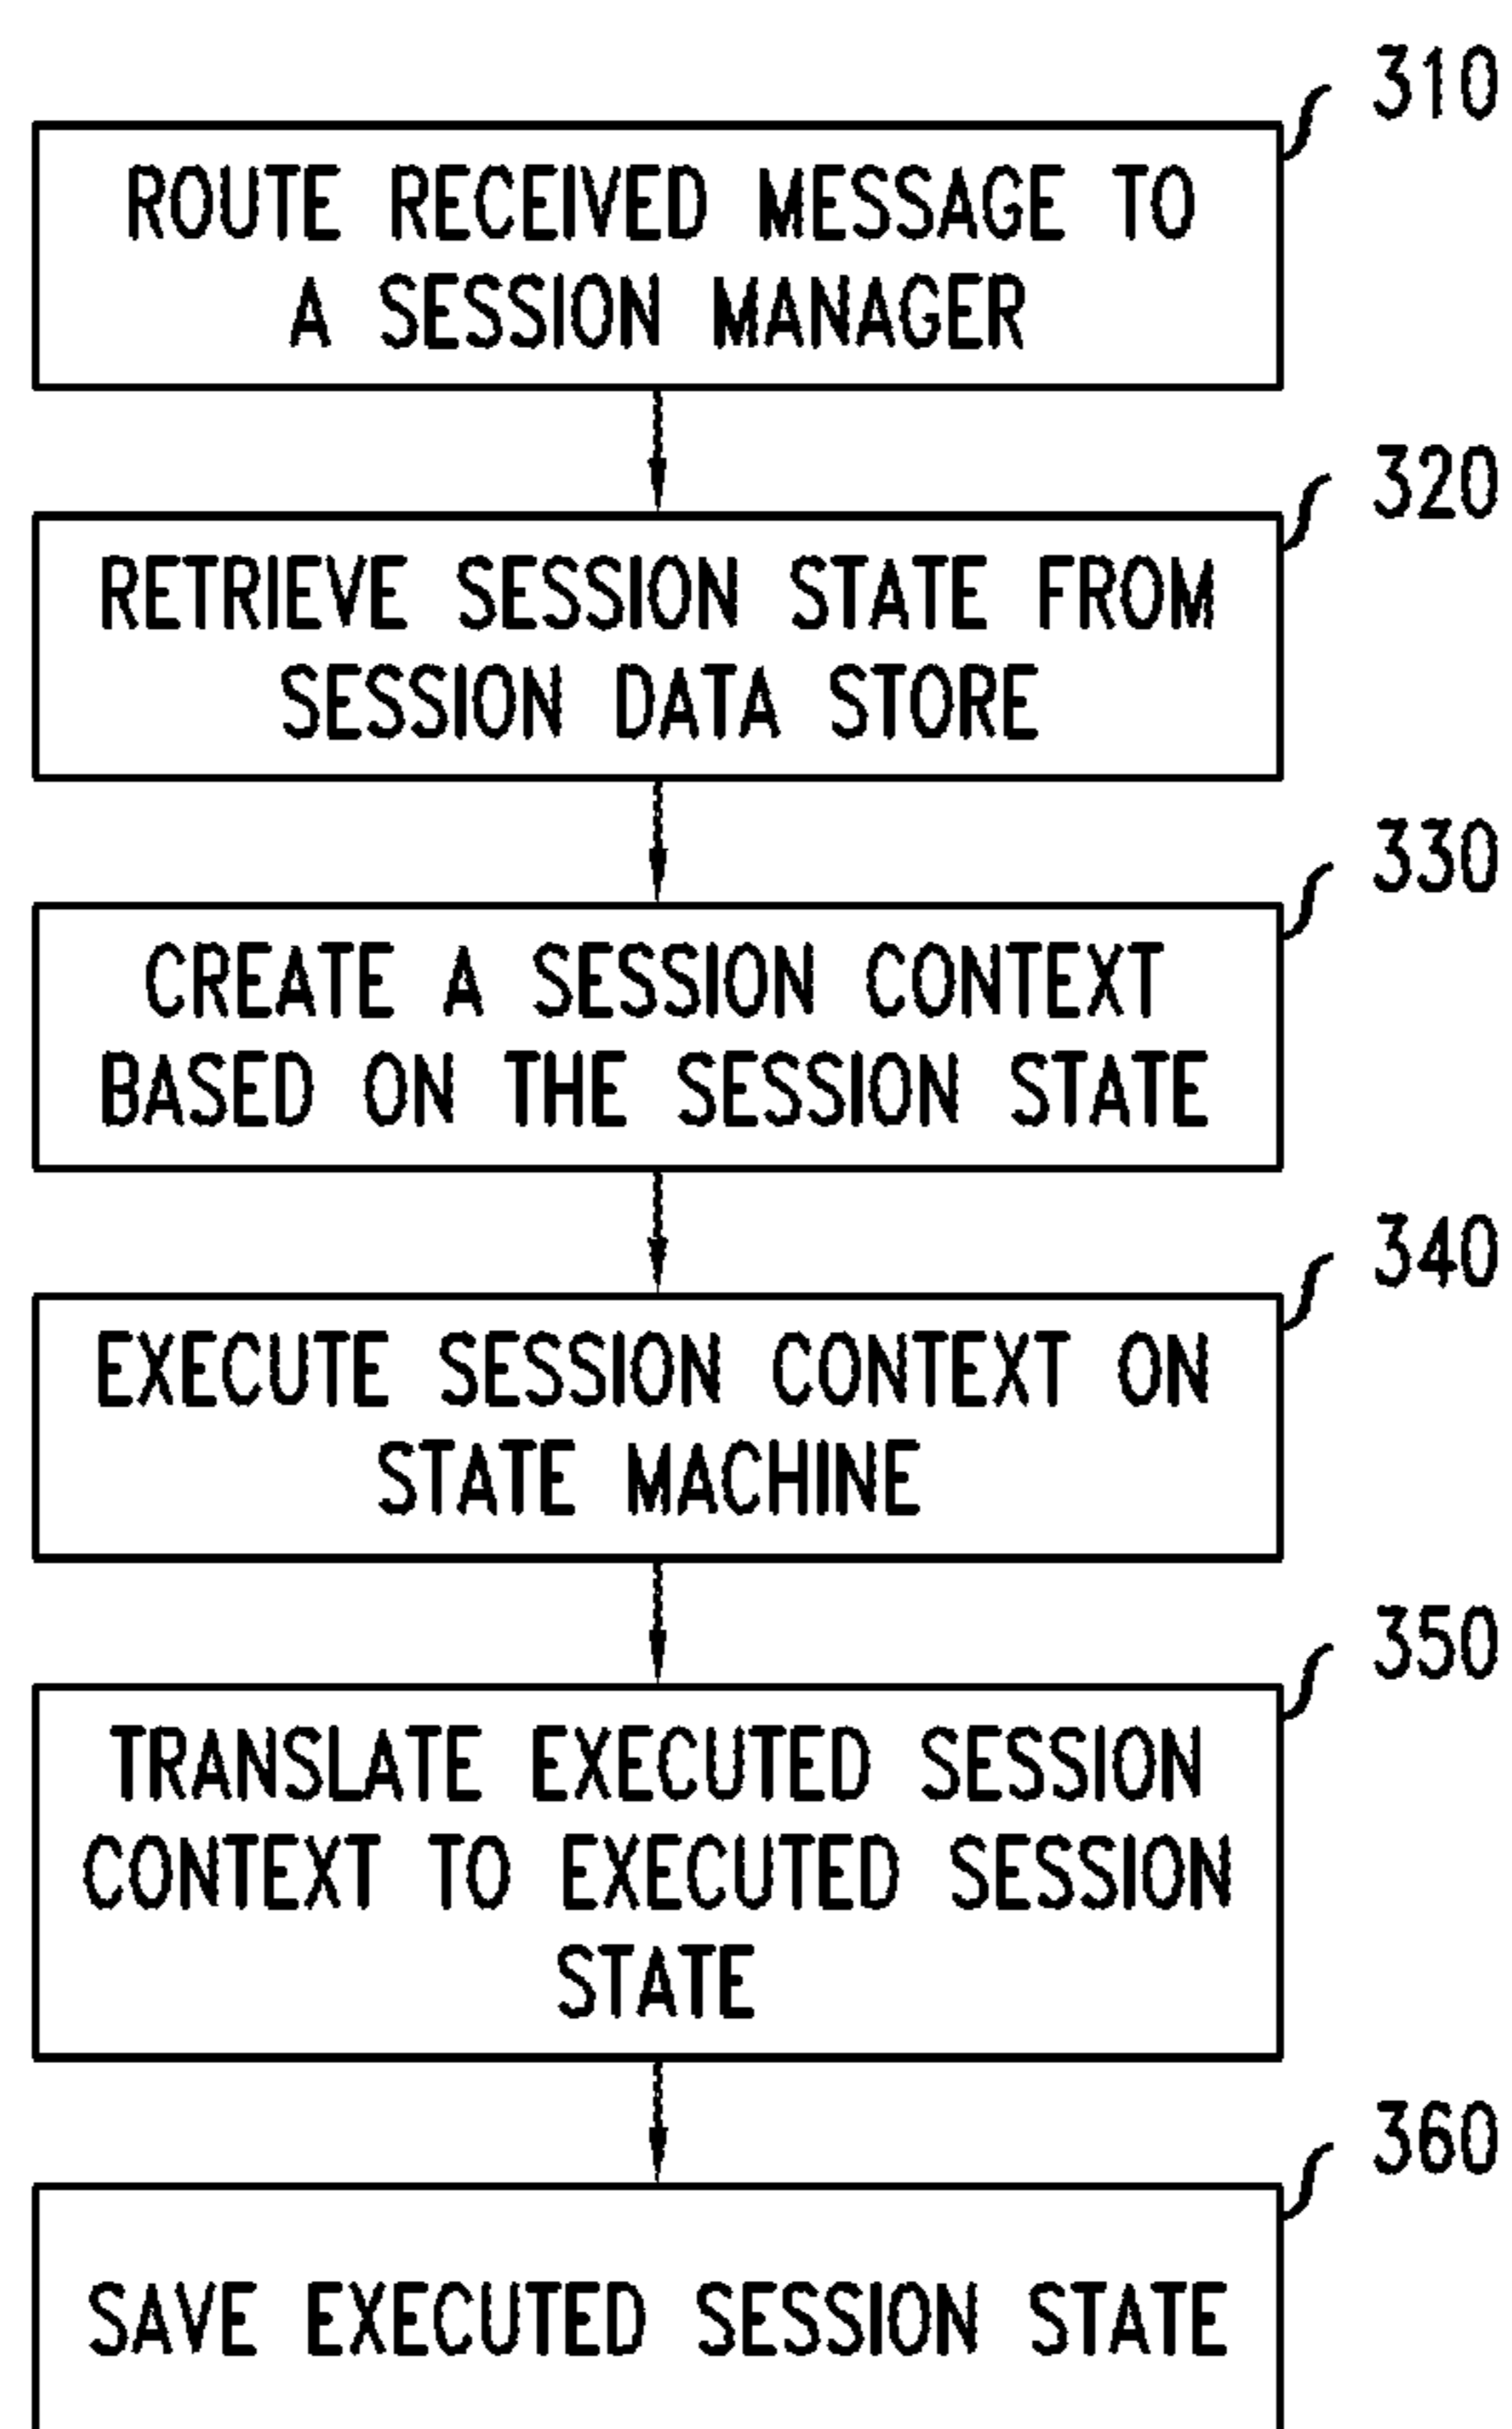 310
ROUTE RECEIVED MESSAGE TO
A SESSION MANAGER
320
RETRIEVE SESSION STATE FROM
SESSION DATA STORE
330
CREATE A SESSION CONTEXT
BASED ON THE SESSION STATE
340
EXECUTE SESSION CONTEXT ON
STATE MACHINE
350
TRANSLATE EXECUTED SESSION
CONTEXT TO EXECUTED SESSION
STATE
360
SAVE EXECUTED SESSION STATE